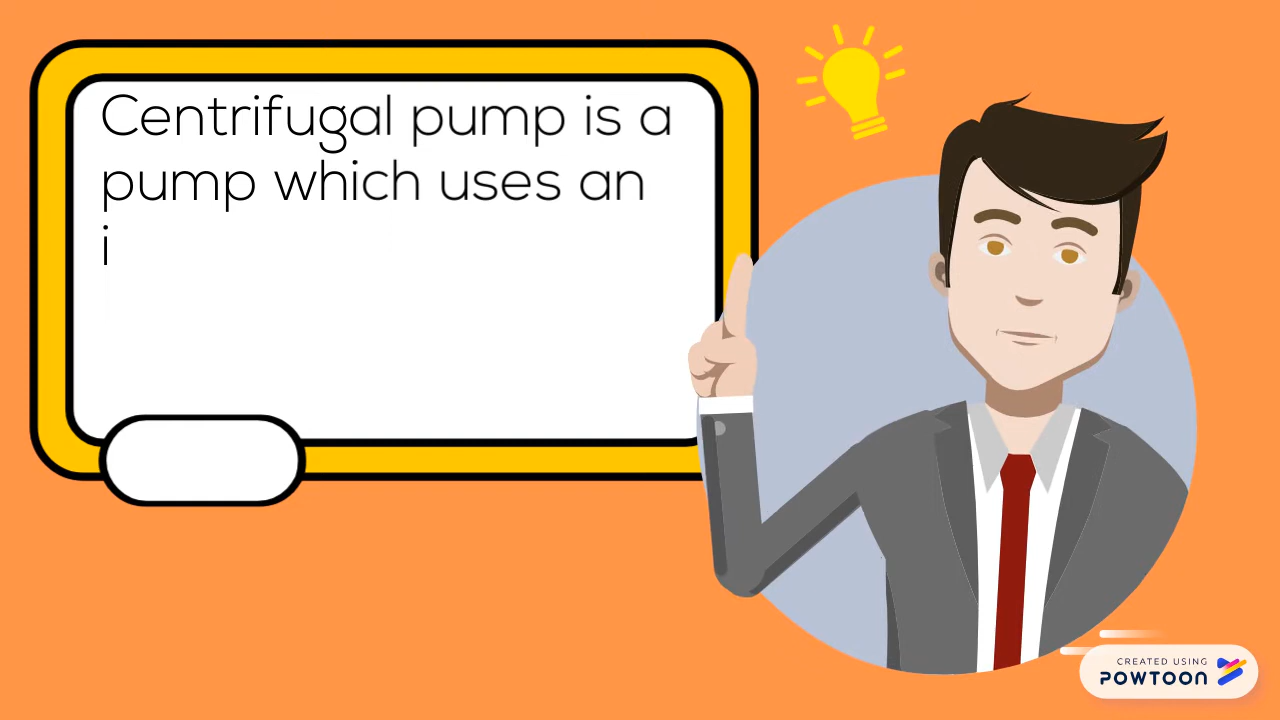 Centrifugal pump is a
pump which uses an
i
CREATED USING
POWTOON